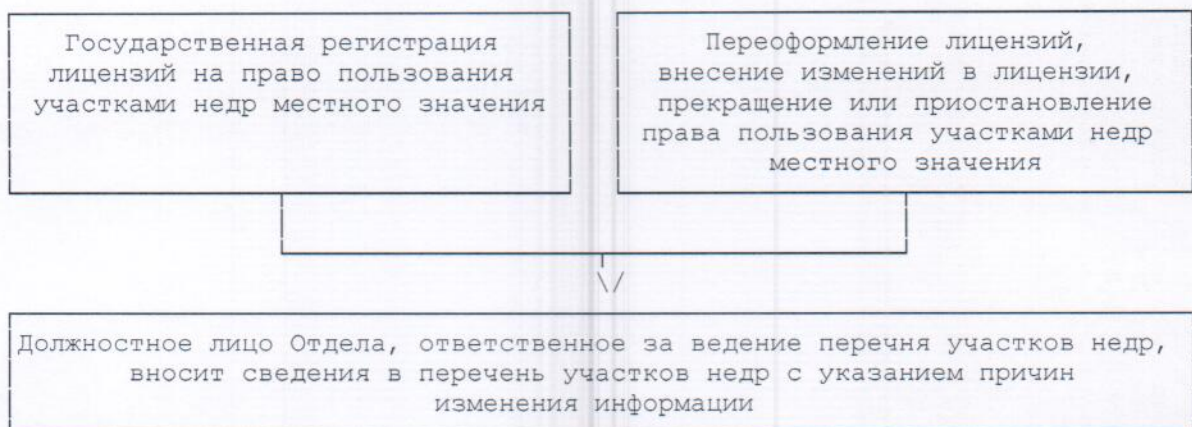 Государственная регистрация
лицензий на право пользования
участками недр местного значения
Переоформление лицензий,
внесение изменений в лицензии,
прекращение или приостановление
права пользования участками недр
местного значения
Должностное лицо Отдела, ответственное за ведение перечня участков недр,
вносит сведения в перечень участков недр с указанием причин
изменения информации